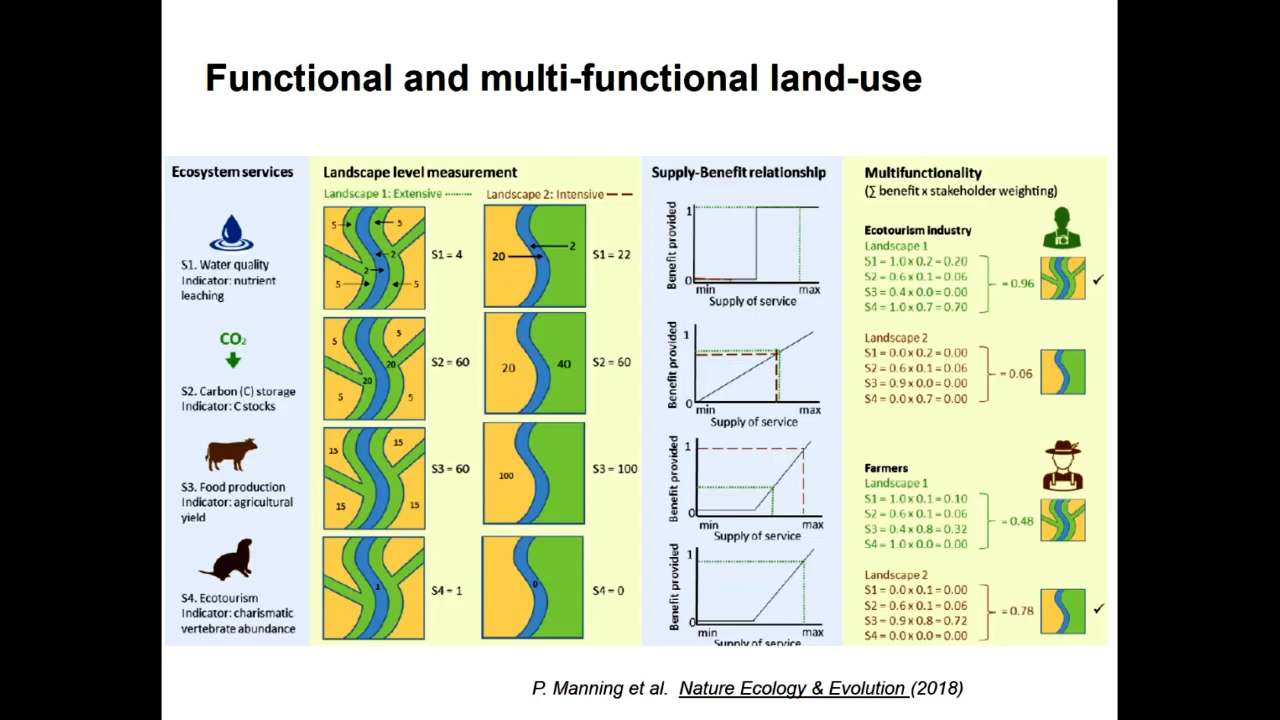 Functional and multi-functional land-use
Ecosystem services
S1. Water quality
Indicator: nutrient
leaching
CO2
S2. Carbon (C) storage
Indicator: C stocks
S3. Food production
Indicator: agricultural
yield
S4. Ecotourism
Indicator: charismatic
vertebrate abundance
Landscape level measurement
Landscape 1: Extensive
Landscape 2: Intensive
5
5
2
2
5
5
S1 = 4
20
2
S1 = 22
5
5
20
20
5
5
S2 = 60
20
40
S2 = 60
15
15
15
15
S3 = 60
100
S3 = 100
1
S4 = 1
0
S4 = 0
Supply-Benefit relationship
Benefit provided
1
0
min
max
Supply of service
Benefit provided
1
0
min
max
Supply of service
Benefit provided
1
0
min
max
Supply of service
Benefit provided
1
0
min
max
Supply of service
Multifunctionality
(∑ benefit x stakeholder weighting)
Ecotourism industry
Landscape 1
S1 = 1.0 x 0.2 = 0.20
S2 = 0.6 x 0.1 = 0.06
S3 = 0.4 x 0.0 = 0.00
S4 = 1.0 x 0.7 = 0.70
= 0.96
Landscape 2
S1 = 0.0 x 0.2 = 0.00
S2 = 0.6 x 0.1 = 0.06
S3 = 0.9 x 0.0 = 0.00
S4 = 0.0 x 0.7 = 0.00
= 0.06
Farmers
Landscape 1
S1 = 1.0 x 0.1 = 0.10
S2 = 0.6 x 0.1 = 0.06
S3 = 0.4 x 0.8 = 0.32
S4 = 1.0 x 0.0 = 0.00
= 0.48
Landscape 2
S1 = 0.0 x 0.1 = 0.00
S2 = 0.6 x 0.1 = 0.06
S3 = 0.9 x 0.8 = 0.72
S4 = 0.0 x 0.0 = 0.00
= 0.78
P. Manning et al. Nature Ecology & Evolution (2018)